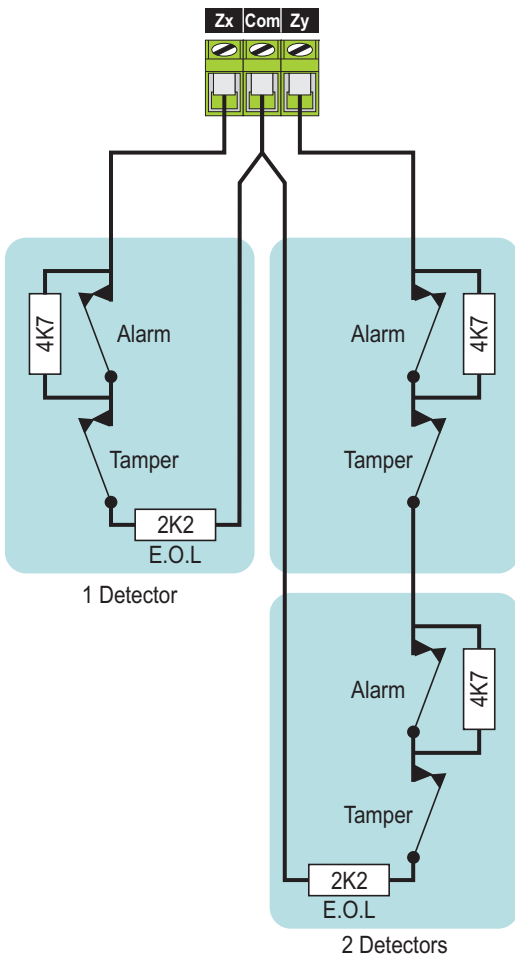 Zx Com Zy
4K7
Alarm
Tamper
2K2
E.O.L
1 Detector
Alarm
4K7
Tamper
Alarm
4K7
Tamper
2K2
E.O.L
2 Detectors